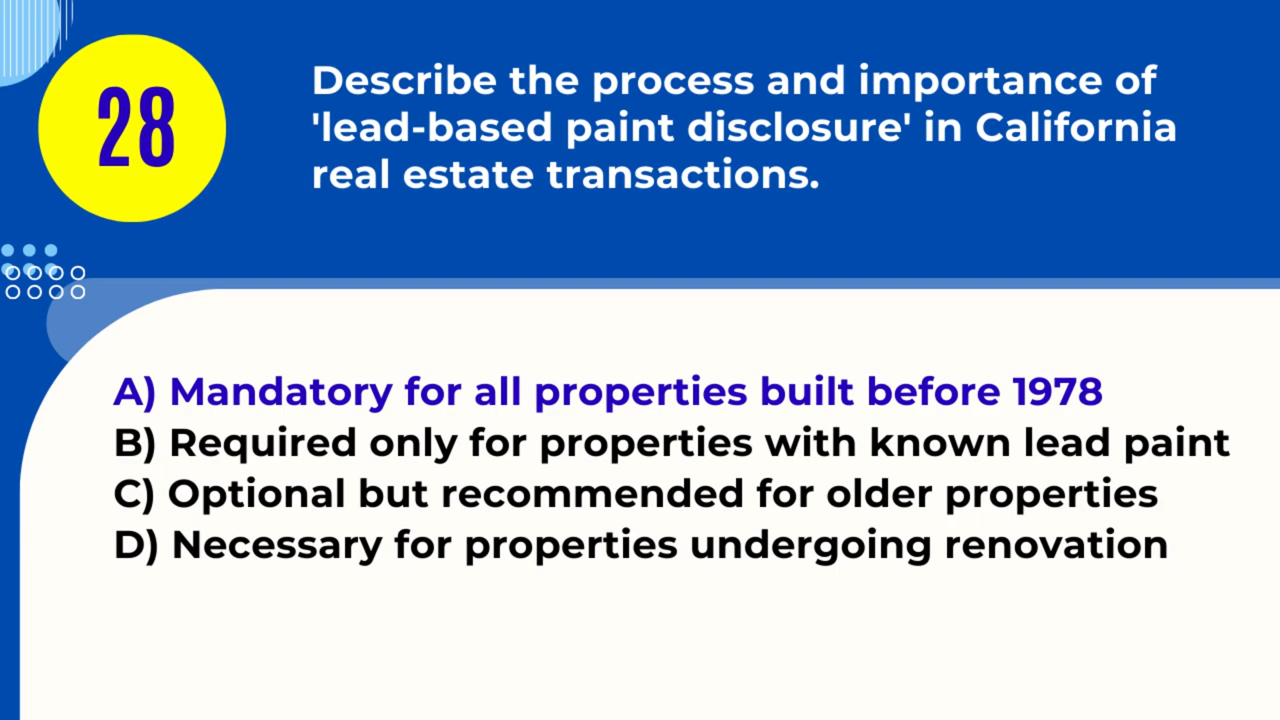 28
Describe the process and importance of
'lead-based paint disclosure' in California
real estate transactions.
A) Mandatory for all properties built before 1978
B) Required only for properties with known lead paint
C) Optional but recommended for older properties
D) Necessary for properties undergoing renovation